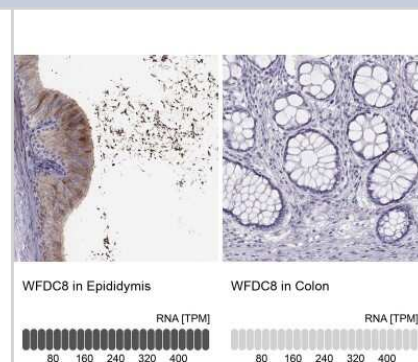 WFDC8 in Epididymis
WFDC8 in Colon
RNA [TPM]
RNA [TPM]
80 160 240 320 400
80 160 240 320 400